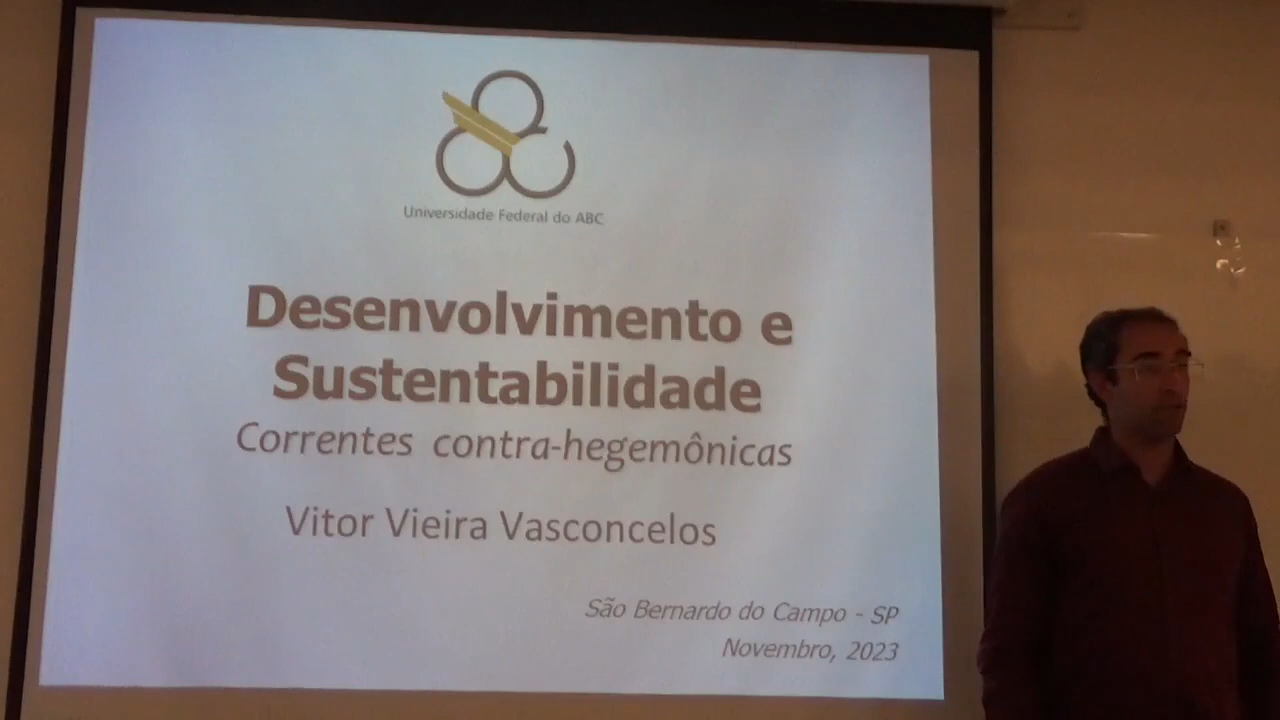 Universidade Federal do ABC
Desenvolvimento e
Sustentabilidade
Correntes contra-hegemônicas
Vitor Vieira Vasconcelos
São Bernardo do Campo - SP
Novembro, 2023